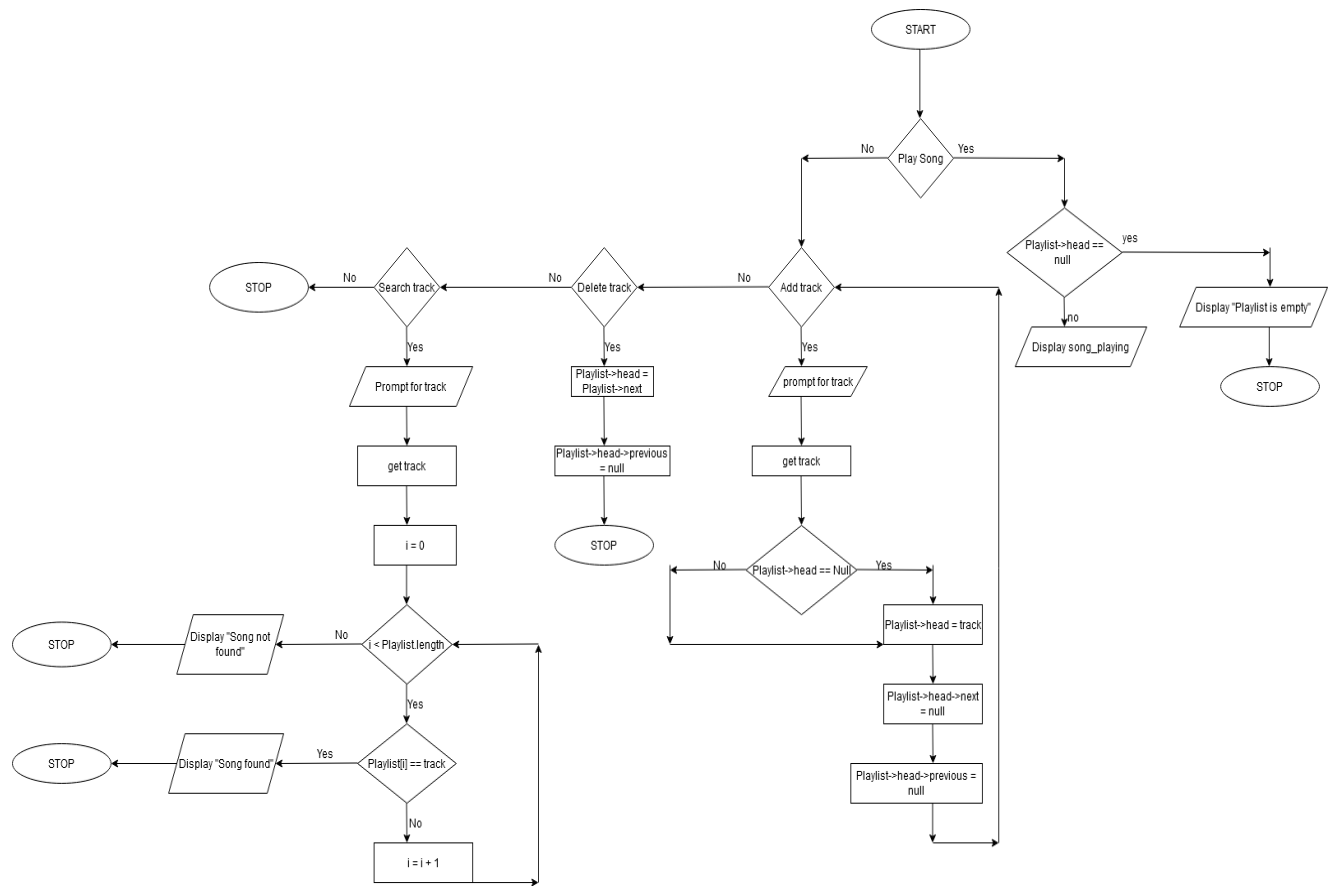 START
Play Song
No
Yes
Playlist->head ==
null
yes
no
Display "Playlist is empty"
Display song_playing
STOP
Add track
No
Delete track
No
Search track
No
STOP
Yes
Yes
Yes
Prompt for track
Playlist->head =
Playlist->next
prompt for track
get track
Playlist->head->previous
= null
get track
i = 0
STOP
Playlist->head == Null
No
Yes
Playlist->head = track
Playlist->head->next
= null
Playlist->head->previous =
null
i < Playlist.length
No
Display "Song not
found"
STOP
Yes
Playlist[i] == track
Yes
Display "Song found"
STOP
No
i = i + 1